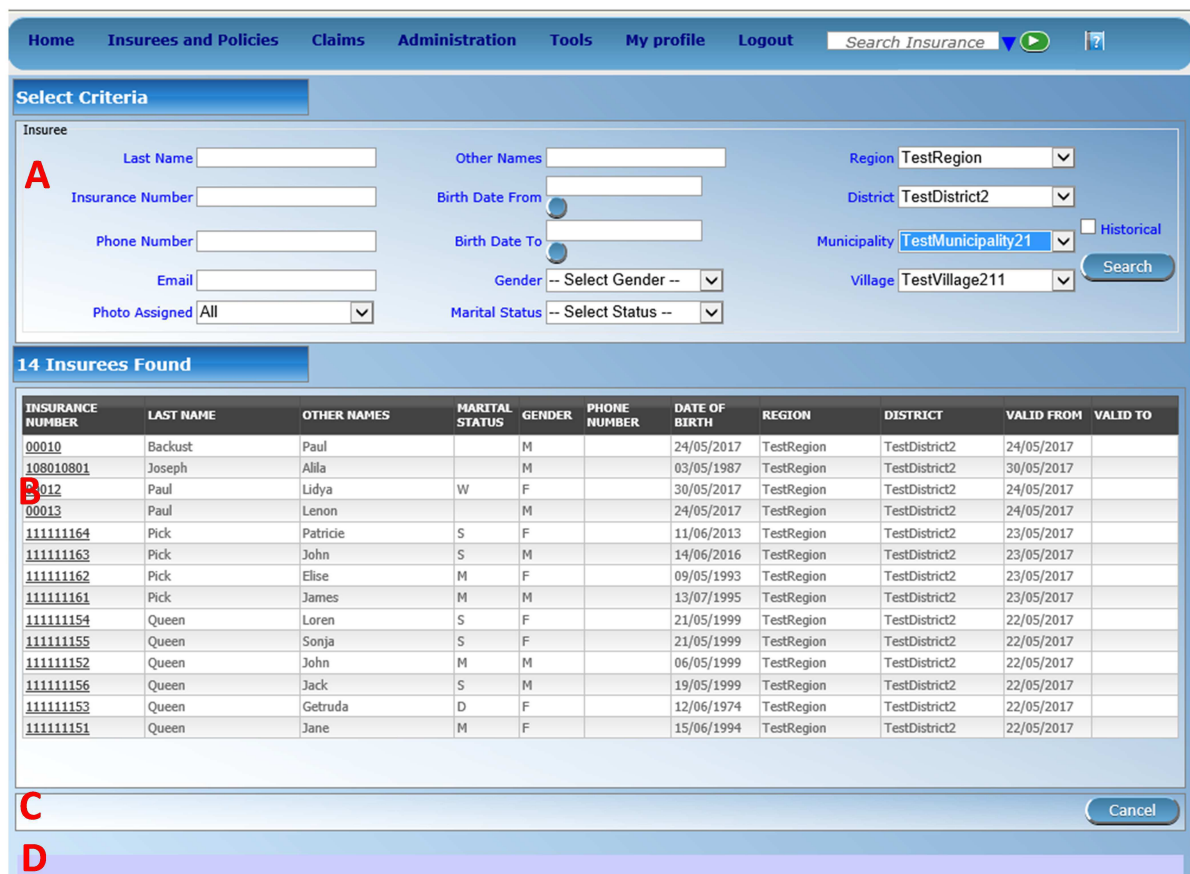 Home Insurees and Policies Claims Administration Tools My profile Logout Search Insurance ?
Select Criteria
Insuree
A
Last Name Other Names Region TestRegion
Insurance Number Birth Date From District TestDistrict2
Historical
Phone Number Birth Date To Municipality TestMunicipality21
Search
Email Gender -- Select Gender -- Village TestVillage211
Photo Assigned All Marital Status -- Select Status --
14 Insurees Found
INSURANCE NUMBER LAST NAME OTHER NAMES MARITAL STATUS GENDER PHONE NUMBER DATE OF BIRTH REGION DISTRICT VALID FROM VALID TO
00010 Backust Paul M 24/05/2017 TestRegion TestDistrict2 24/05/2017
108010801 Joseph Alila M 03/05/1987 TestRegion TestDistrict2 30/05/2017
B
Paul Lidya W F 30/05/2017 TestRegion TestDistrict2 24/05/2017
00013 Paul Lenon M 24/05/2017 TestRegion TestDistrict2 24/05/2017
111111164 Pick Patricie S F 11/06/2013 TestRegion TestDistrict2 23/05/2017
111111163 Pick John S M 14/06/2016 TestRegion TestDistrict2 23/05/2017
111111162 Pick Elise M F 09/05/1993 TestRegion TestDistrict2 23/05/2017
111111161 Pick James M M 13/07/1995 TestRegion TestDistrict2 23/05/2017
111111154 Queen Loren S F 21/05/1999 TestRegion TestDistrict2 22/05/2017
111111155 Queen Sonja S F 21/05/1999 TestRegion TestDistrict2 22/05/2017
111111152 Queen John M M 06/05/1999 TestRegion TestDistrict2 22/05/2017
111111156 Queen Jack S M 19/05/1999 TestRegion TestDistrict2 22/05/2017
111111153 Queen Getruda D F 12/06/1974 TestRegion TestDistrict2 22/05/2017
111111151 Queen Jane M F 15/06/1994 TestRegion TestDistrict2 22/05/2017
C
Cancel
D